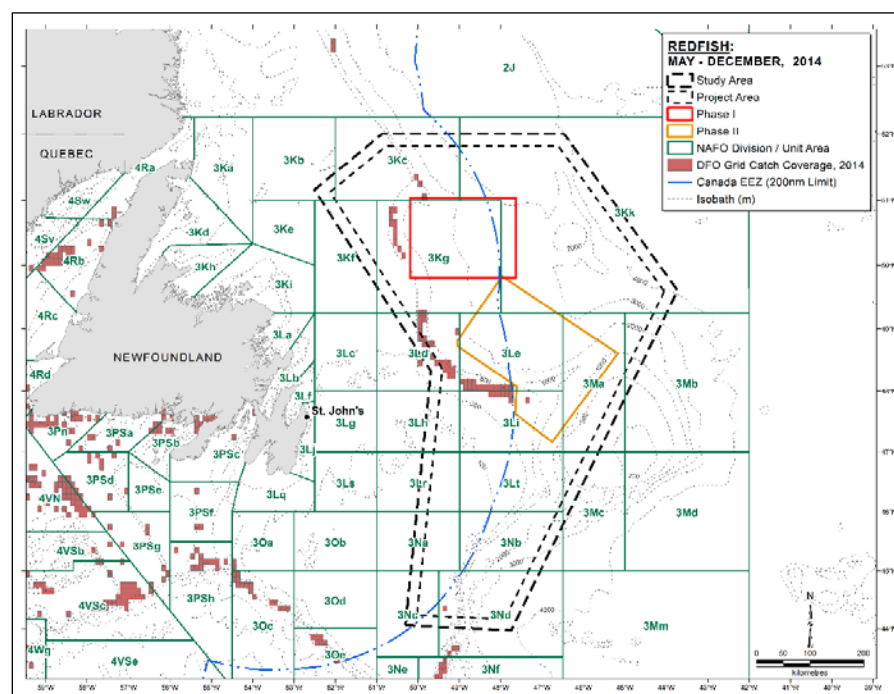 REDFISH:
MAY - DECEMBER, 2014
Study Area
Project Area
Phase I
Phase II
NAFO Division / Unit Area
DFO Grid Catch Coverage, 2014
Canada EEZ (200nm Limit)
Isobath (m)
2J
LABRADOR
QUEBEC
4Ra
3Ka
3Kb
3Kc
4Sw
3Kk
4Sv
3Kd
3Ke
4Rb
3Kh
3Kf
3Kg
3Ki
4Rc
3La
NEWFOUNDLAND
3Lc
3Ld
3Le
4Rd
3Lb
3Ma
3Mb
3Lf
St. John's
3Lg
3Lh
3Li
3Pn
3PSa
3PSb
3PSc
3Lj
3PSd
3PSe
3Lq
3Ls
3Lr
3Lt
4VN
3PSf
3Mc
3Md
3Oa
3Ob
3Na
3Nb
4VSb
3PSg
4VSc
3PSh
3Od
3Oc
3Nc
3Nd
3Mm
4Wg
4VSe
3Oe
3Ne
3Nf
N
0
100
200
kilometres